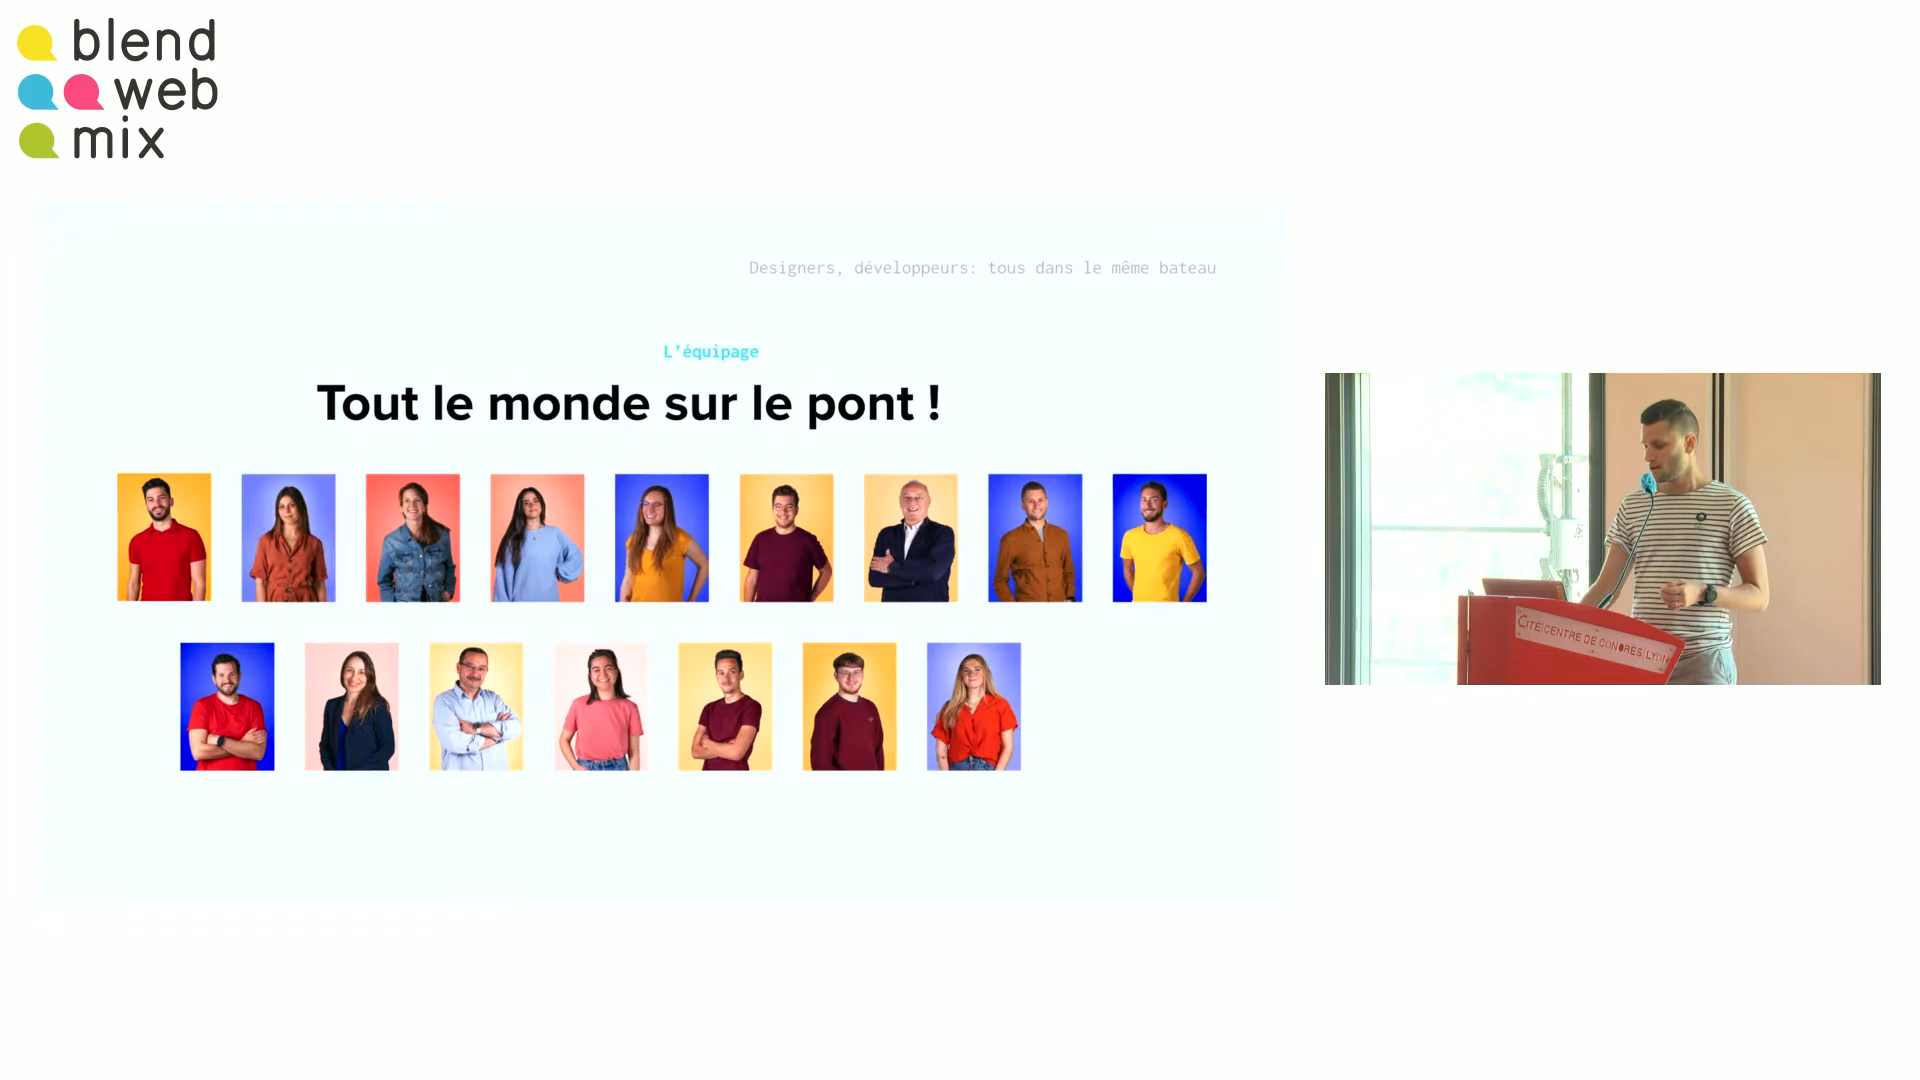 blend
web
mix
Designers, développeurs: tous dans le même bateau
L'équipage
Tout le monde sur le pont !
CITÉ CENTRE DE CONGRÈS LYON